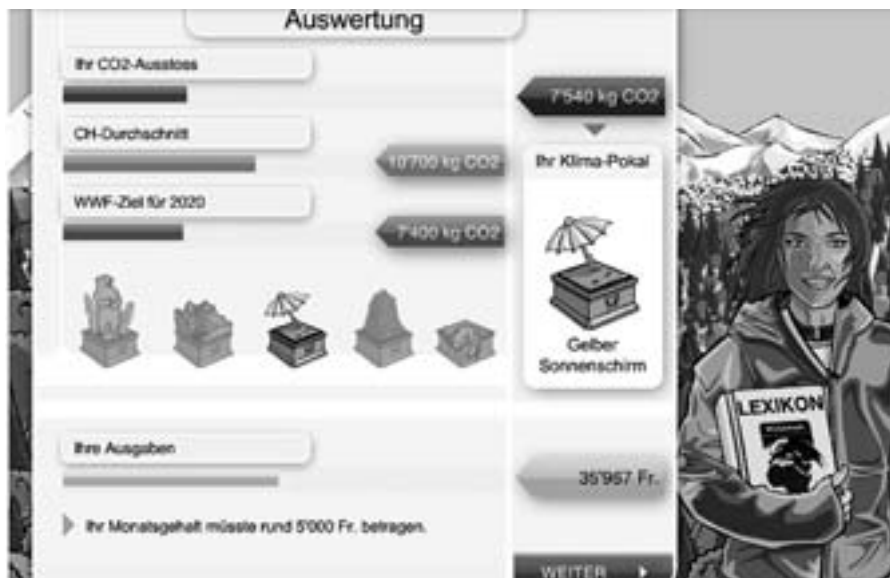 Auswertung
Ihr CO2-Ausstoss
7'540 kg CO2
CH-Durchschnitt
10'700 kg CO2
Ihr Klima-Pokal
WWF-Ziel für 2020
7'400 kg CO2
Gelber
Sonnenschirm
LEXIKON
Ihre Ausgaben
35'967 Fr.
Ihr Monatsgehalt müsste rund 5'000 Fr. betragen.
WEITER